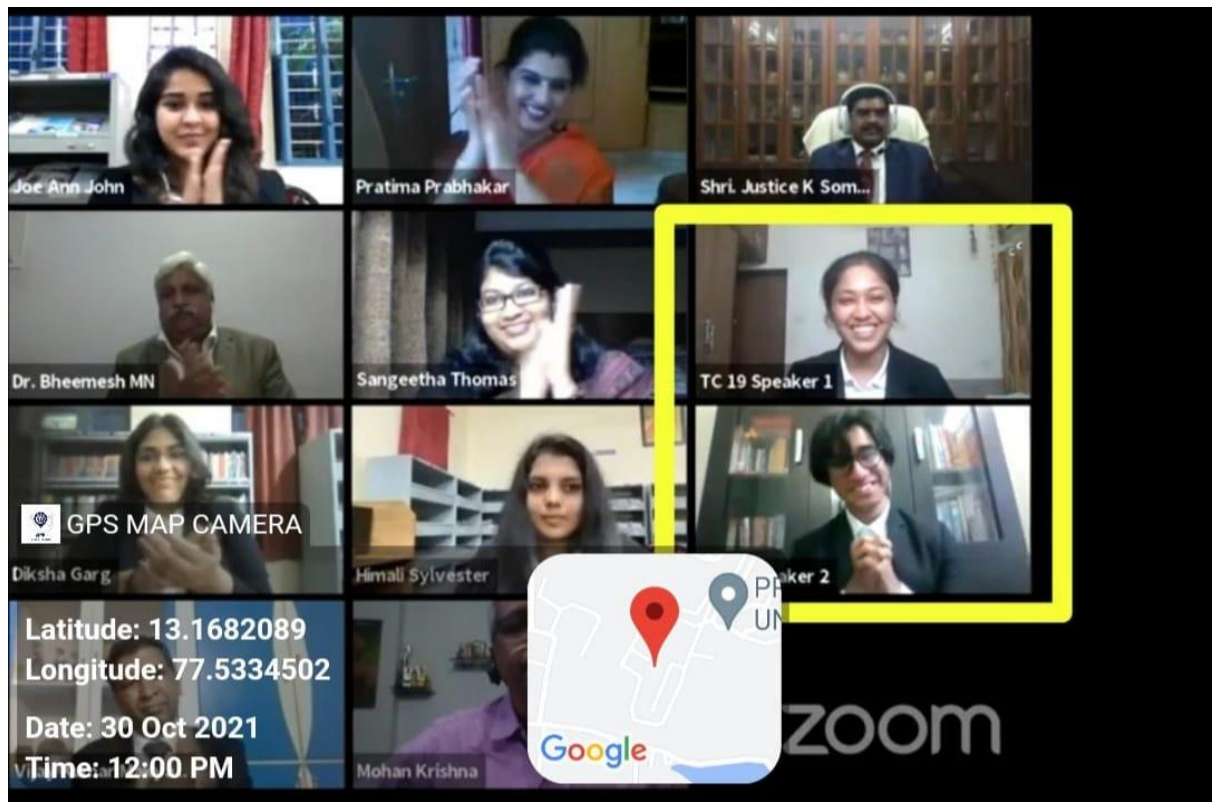 Joe Ann John
Pratima Prabhakar
Shri. Justice K Som...
Dr. Bheemesh MN
Sangeetha Thomas
TC 19 Speaker 1
GPS MAP CAMERA
Diksha Garg
Himali Sylvester
aker 2
Latitude: 13.1682089
Longitude: 77.5334502
Date: 30 Oct 2021
Time: 12:00 PM
Mohan Krishna
PR
UN
Google
zoom